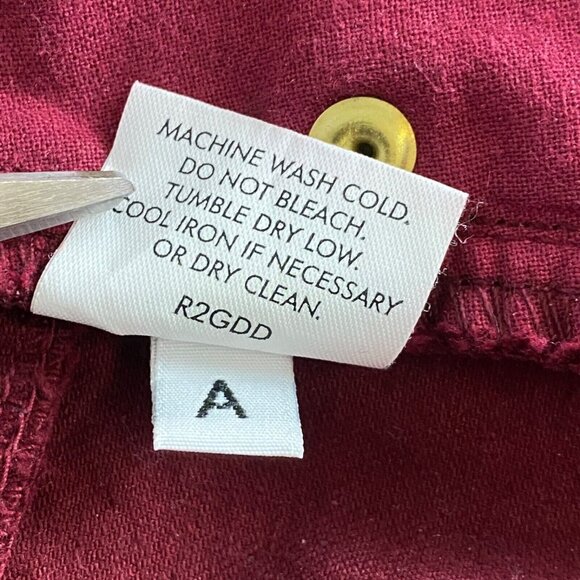 MACHINE WASH COLD.
DO NOT BLEACH.
TUMBLE DRY LOW.
COOL IRON IF NECESSARY
OR DRY CLEAN.
R2GDD
A